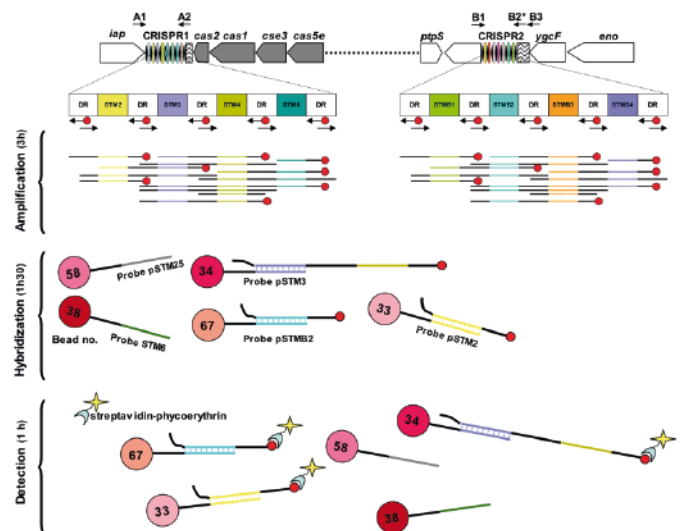 A1 A2 B1 B2* B3
iap CRISPR1 cas2 cas1 cse3 cas5e ptpS CRISPR2 ygcF eno
DR STM2 DR STM3 DR STM4 DR DR DR STMB1 DR STMB2 DR STMB3 DR STMB4 DR
Amplification (3h)
Hybridization (1h30)
58 Probe pSTM25
34 Probe pSTM3
38 Probe STM6
Bead no.
67 Probe pSTMB2
33 Probe pSTM2
Detection (1 h)
streptavidin-phycoerythrin
67
58
34
33
38